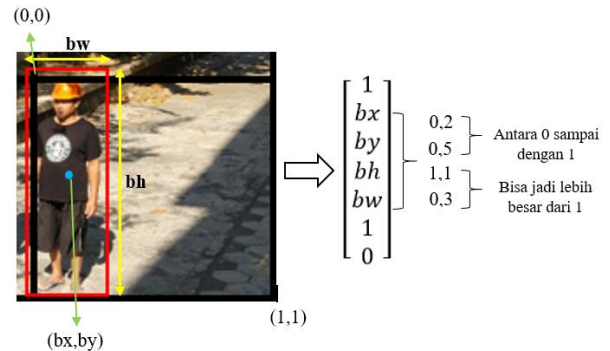 (0,0)
bw
bh
(bx,by)
(1,1)
1
bx
by
bh
bw
1
0
0,2
0,5
1,1
0,3
Antara 0 sampai
dengan 1
Bisa jadi lebih
besar dari 1